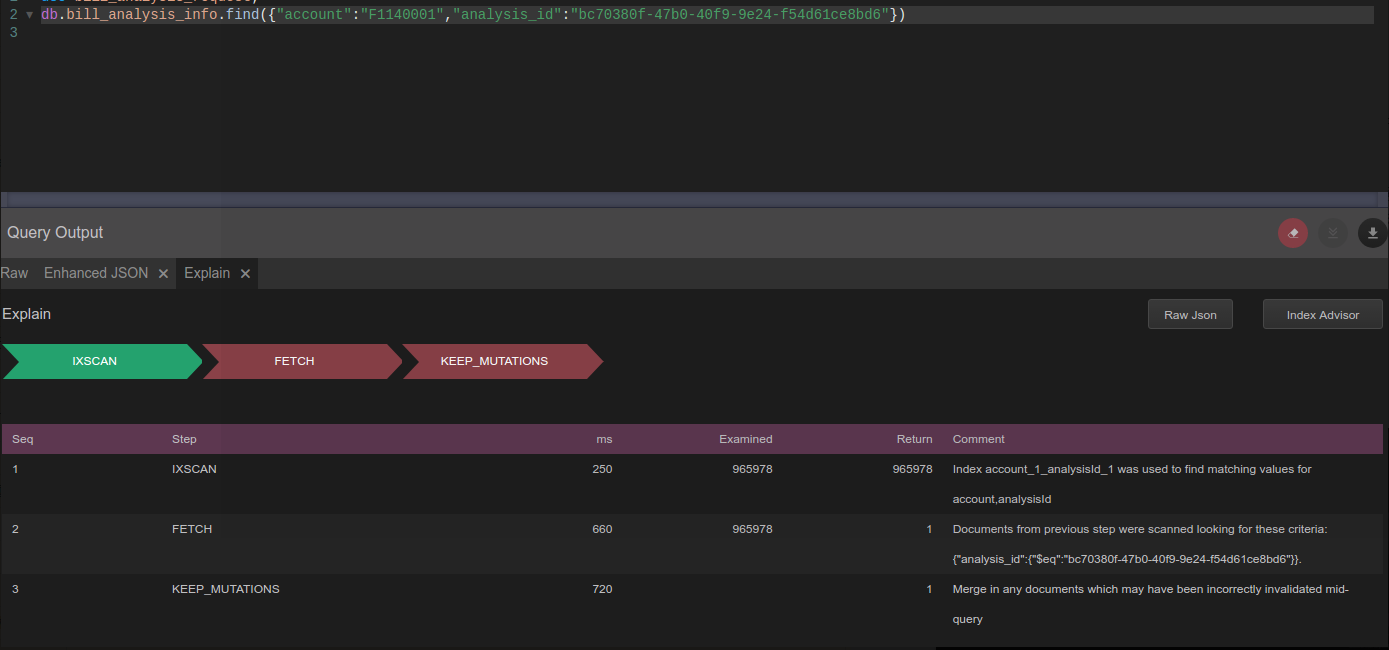 2 db.bill_analysis_info.find({"account":"F1140001","analysis_id":"bc70380f-47b0-40f9-9e24-f54d61ce8bd6"})
3
Query Output
Raw Enhanced JSON × Explain ×
Explain Raw Json Index Advisor
IXSCAN FETCH KEEP_MUTATIONS
Seq Step ms Examined Return Comment
1 IXSCAN 250 965978 965978 Index account_1_analysisId_1 was used to find matching values for
account,analysisId
2 FETCH 660 965978 1 Documents from previous step were scanned looking for these criteria:
{"analysis_id":{"$eq":"bc70380f-47b0-40f9-9e24-f54d61ce8bd6"}}.
3 KEEP_MUTATIONS 720 1 Merge in any documents which may have been incorrectly invalidated mid-
query